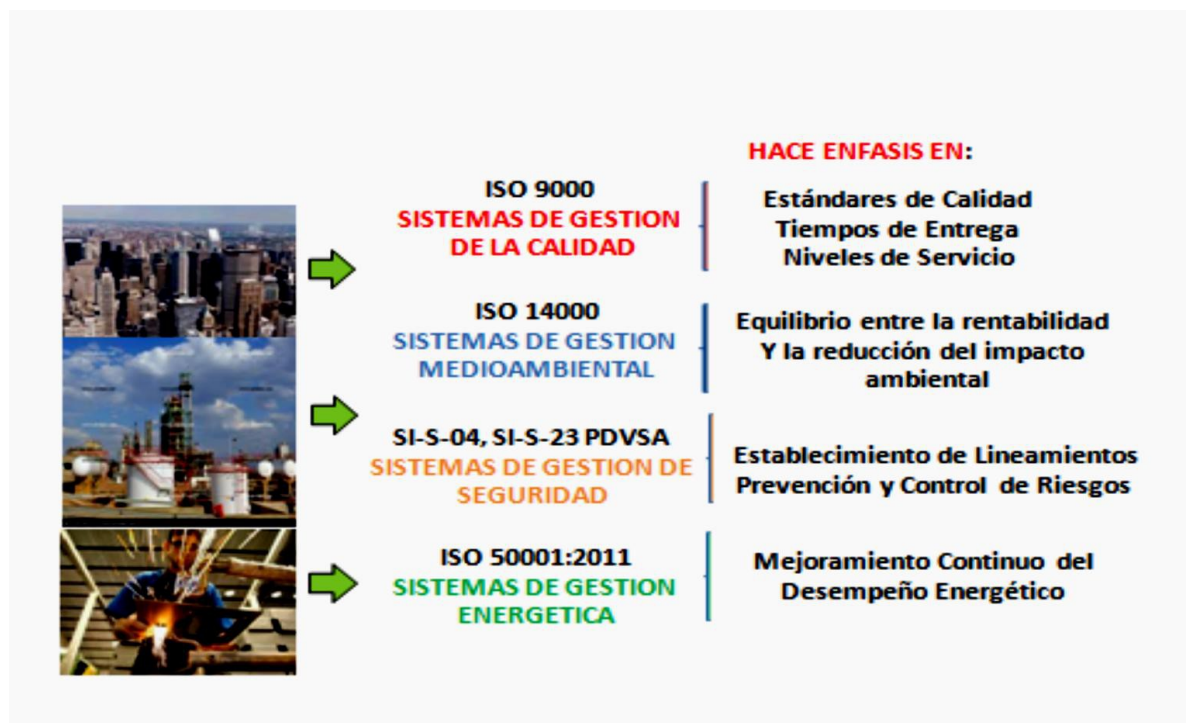 HACE ENFASIS EN:
ISO 9000
SISTEMAS DE GESTION
DE LA CALIDAD
Estándares de Calidad
Tiempos de Entrega
Niveles de Servicio
ISO 14000
SISTEMAS DE GESTION
MEDIOAMBIENTAL
Equilibrio entre la rentabilidad
Y la reducción del impacto
ambiental
SI-S-04, SI-S-23 PDVSA
SISTEMAS DE GESTION DE
SEGURIDAD
Establecimiento de Lineamientos
Prevención y Control de Riesgos
ISO 50001:2011
SISTEMAS DE GESTION
ENERGETICA
Mejoramiento Continuo del
Desempeño Energético